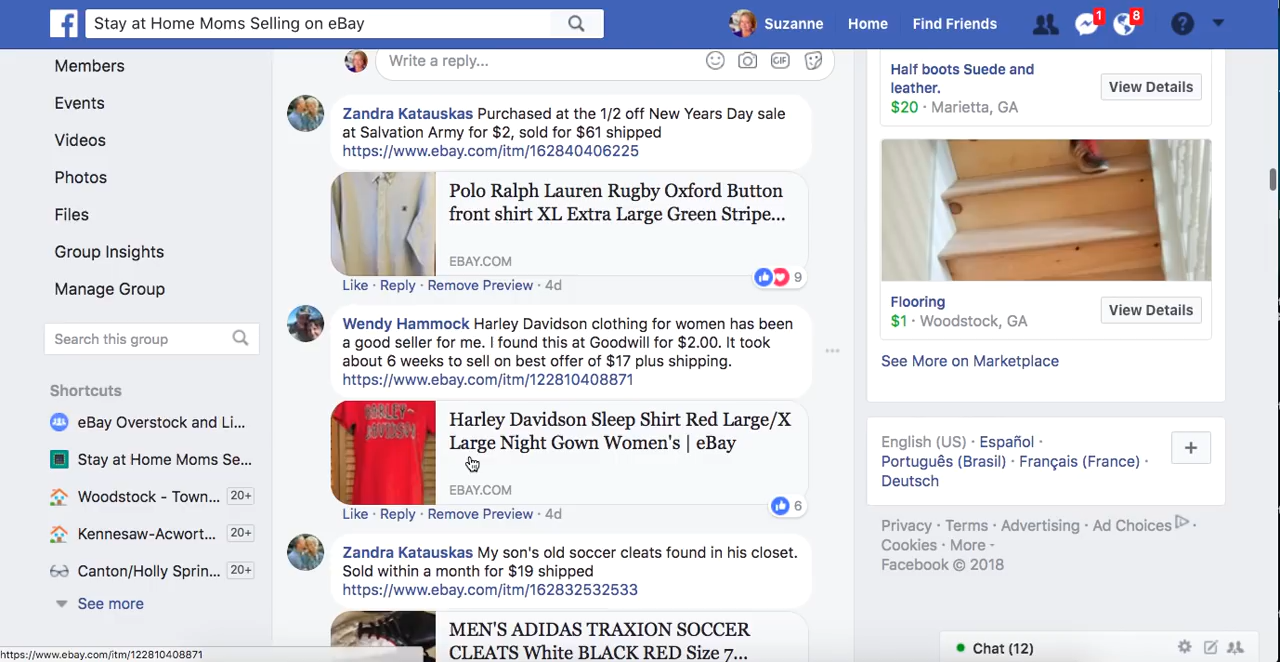 Stay at Home Moms Selling on eBay
Suzanne
Home
Find Friends
1
8
Members
Events
Videos
Photos
Files
Group Insights
Manage Group
Search this group
Shortcuts
eBay Overstock and Li...
Stay at Home Moms Se...
Woodstock - Town... 20+
Kennesaw-Acwort... 20+
Canton/Holly Sprin... 20+
See more
https://www.ebay.com/itm/122810408871
Write a reply...
GIF
Zandra Katauskas Purchased at the 1/2 off New Years Day sale
at Salvation Army for $2, sold for $61 shipped
https://www.ebay.com/itm/162840406225
Polo Ralph Lauren Rugby Oxford Button
front shirt XL Extra Large Green Stripe...
EBAY.COM
9
Like · Reply · Remove Preview · 4d
Wendy Hammock Harley Davidson clothing for women has been
a good seller for me. I found this at Goodwill for $2.00. It took
about 6 weeks to sell on best offer of $17 plus shipping.
https://www.ebay.com/itm/122810408871
HARLEY-
DAVIDSON
Harley Davidson Sleep Shirt Red Large/X
Large Night Gown Women's | eBay
EBAY.COM
6
Like · Reply · Remove Preview · 4d
Zandra Katauskas My son's old soccer cleats found in his closet.
Sold within a month for $19 shipped
https://www.ebay.com/itm/162832532533
MEN'S ADIDAS TRAXION SOCCER
CLEATS White BLACK RED Size 7...
Half boots Suede and
leather.
$20 · Marietta, GA
View Details
Flooring
$1 · Woodstock, GA
View Details
See More on Marketplace
English (US) · Español ·
Português (Brasil) · Français (France) ·
Deutsch
Privacy · Terms · Advertising · Ad Choices ·
Cookies · More
Facebook © 2018
Chat (12)